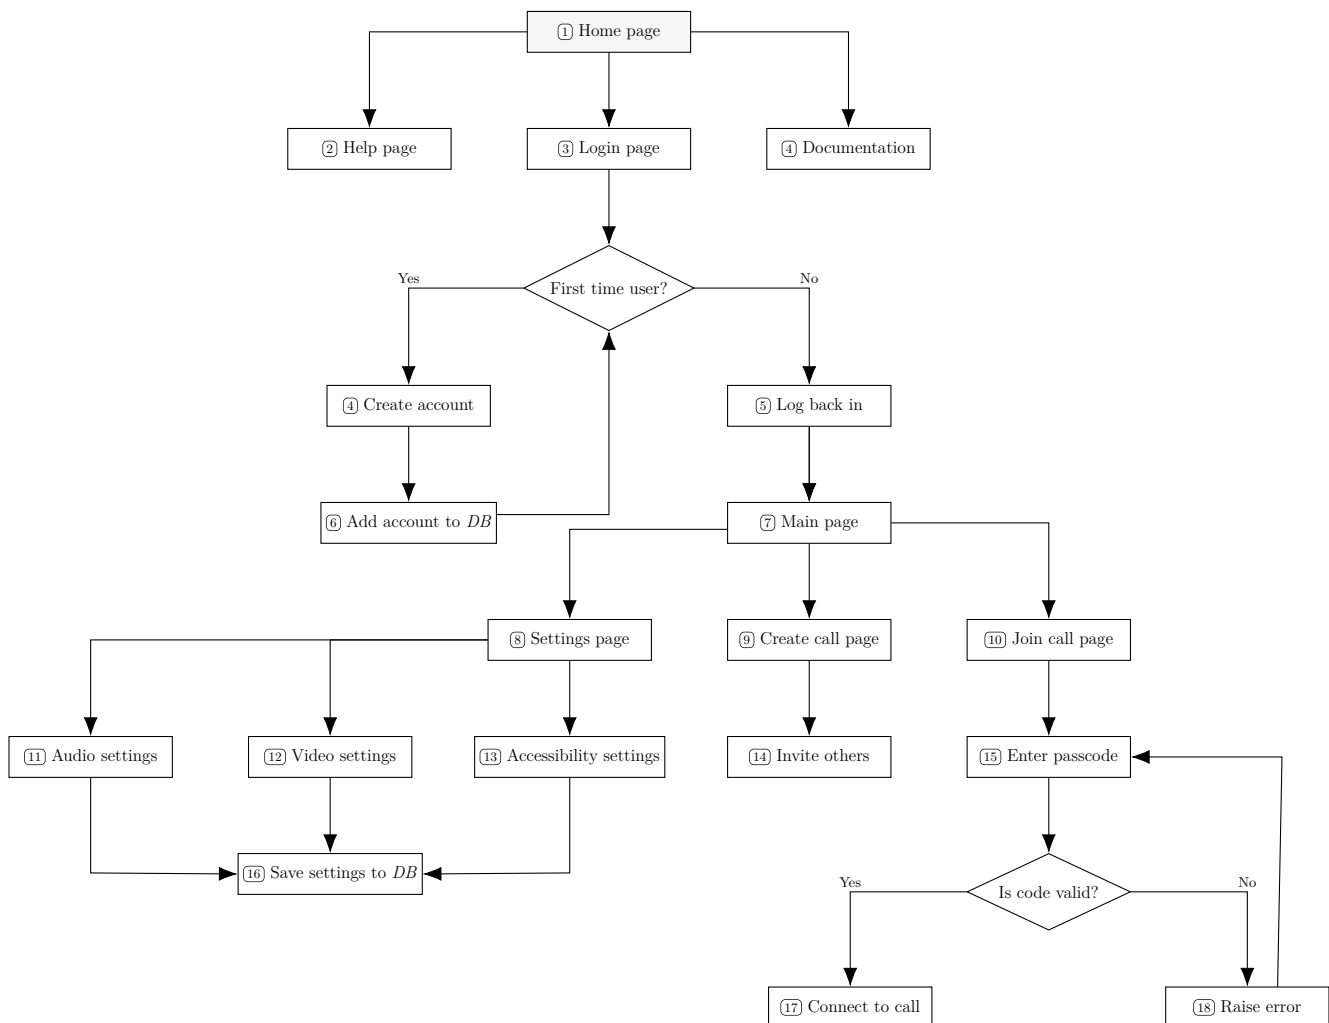 1 Home page
2 Help page
3 Login page
4 Documentation
First time user?
Yes
No
4 Create account
5 Log back in
6 Add account to DB
7 Main page
8 Settings page
9 Create call page
10 Join call page
11 Audio settings
12 Video settings
13 Accessibility settings
14 Invite others
15 Enter passcode
16 Save settings to DB
Is code valid?
Yes
No
17 Connect to call
18 Raise error